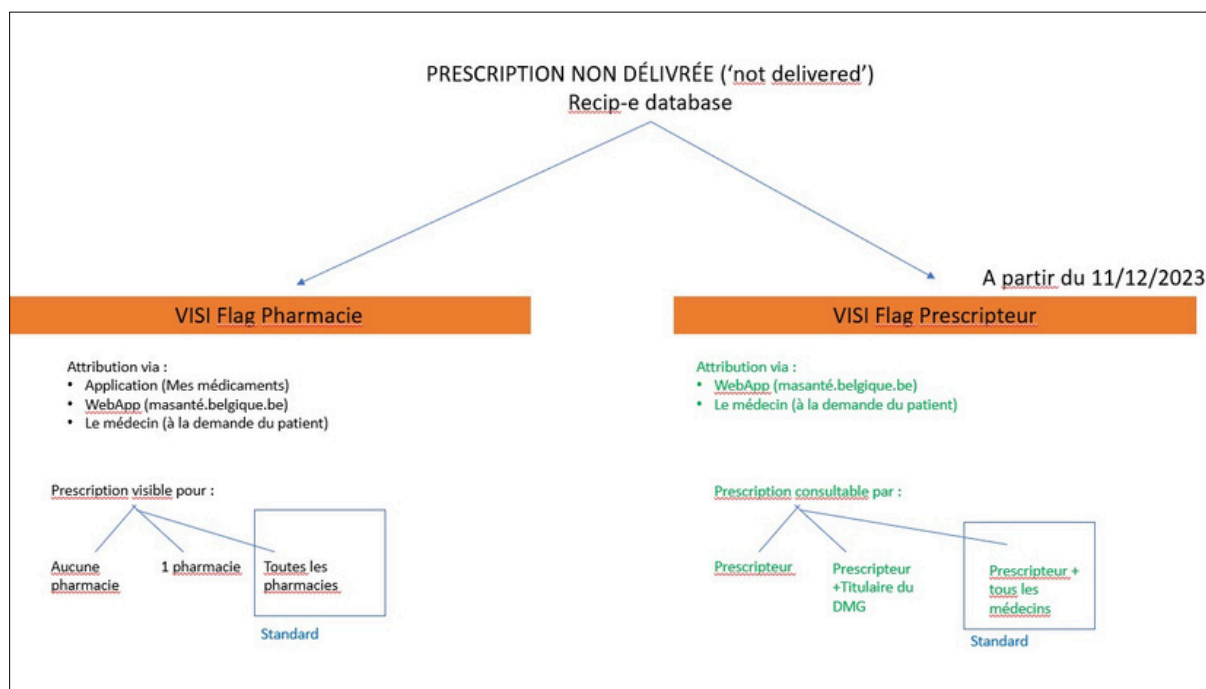 PRESCRIPTION NON DÉLIVRÉE (‘not delivered’)
Recip-e database
A partir du 11/12/2023
VISI Flag Pharmacie
Attribution via :
• Application (Mes médicaments)
• WebApp (masanté.belgique.be)
• Le médecin (à la demande du patient)
Prescription visible pour :
Aucune
pharmacie
1 pharmacie
Toutes les
pharmacies
Standard
VISI Flag Prescripteur
Attribution via :
• WebApp (masanté.belgique.be)
• Le médecin (à la demande du patient)
Prescription consultable par :
Prescripteur
Prescripteur
+Titulaire du
DMG
Prescripteur +
tous les
médecins
Standard